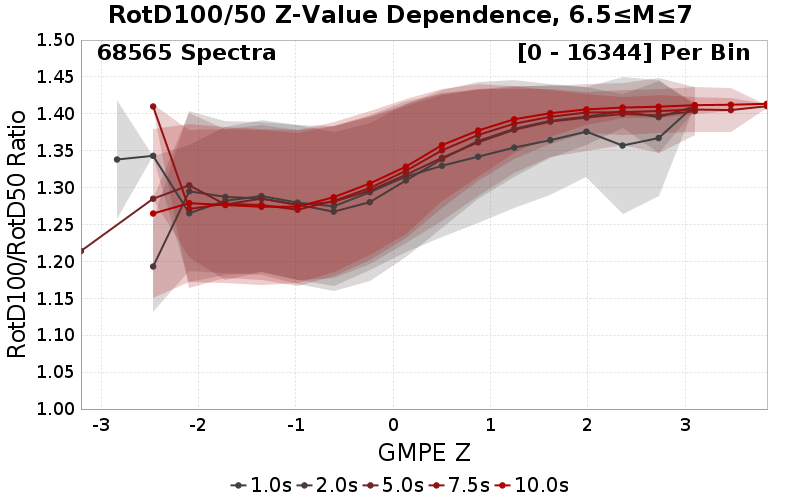 RotD100/50 Z-Value Dependence, 6.5≤M≤7
68565 Spectra
[0 - 16344] Per Bin
RotD100/RotD50 Ratio
1.50
1.45
1.40
1.35
1.30
1.25
1.20
1.15
1.10
1.05
1.00
-3 -2 -1 0 1 2 3
GMPE Z
1.0s 2.0s 5.0s 7.5s 10.0s